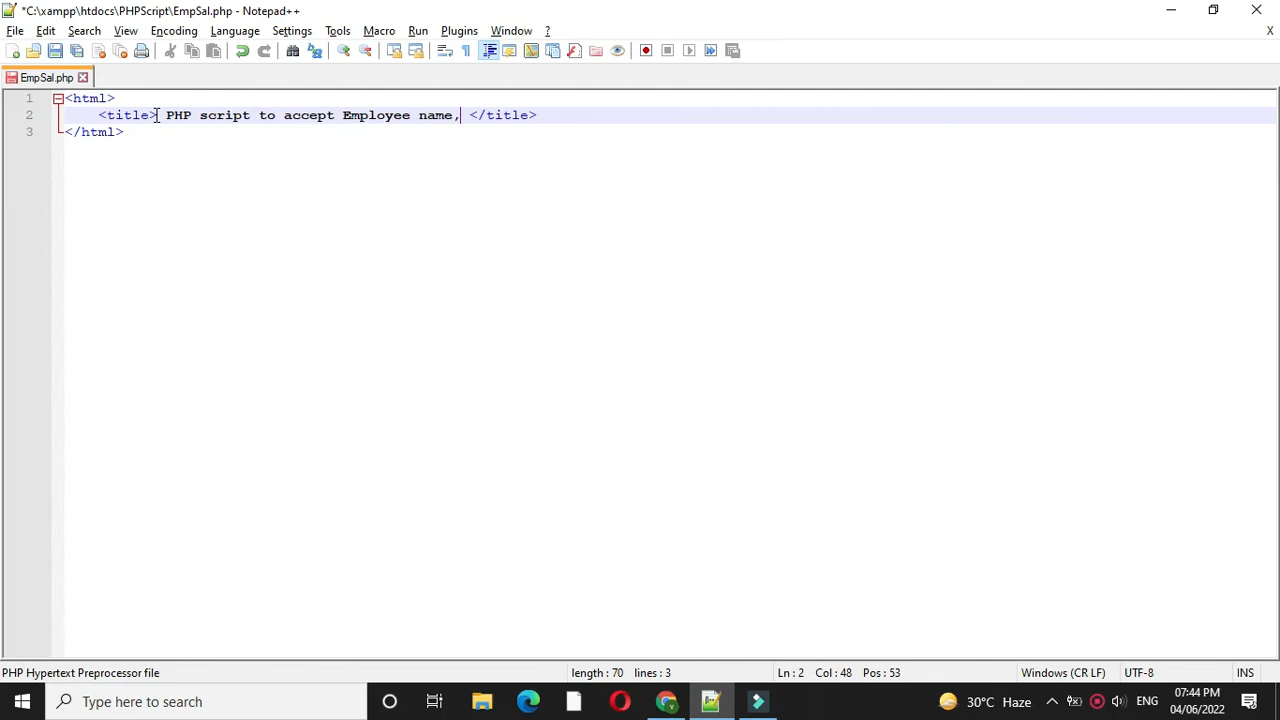 *C:\xampp\htdocs\PHPScript\EmpSal.php - Notepad++
File Edit Search View Encoding Language Settings Tools Macro Run Plugins Window ? X
EmpSal.php
1 <html>
2 <title> PHP script to accept Employee name, </title>
3 </html>
PHP Hypertext Preprocessor file length : 70 lines : 3 Ln : 2 Col : 48 Pos : 53 Windows (CR LF) UTF-8 INS
Type here to search 30°C Haze ENG 07:44 PM
04/06/2022